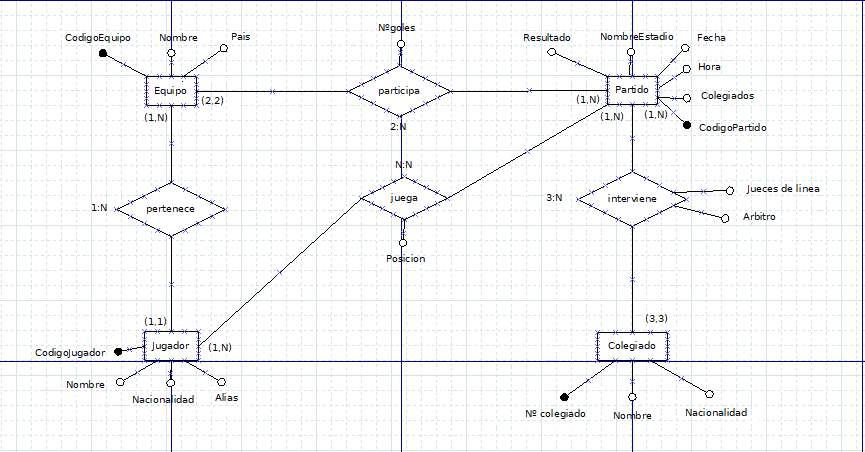 Nºgoles
CodigoEquipo
Nombre
Pais
Resultado
NombreEstadio
Fecha
Hora
Equipo
(2,2)
participa
Partido
(1,N)
Colegiados
(1,N)
2:N
(1,N)
(1,N)
CodigoPartido
N:N
1:N
pertenece
juega
3:N
interviene
Jueces de linea
Arbitro
Posicion
(1,1)
(3,3)
CodigoJugador
Jugador
(1,N)
Colegiado
Nombre
Nacionalidad
Alias
Nº colegiado
Nombre
Nacionalidad